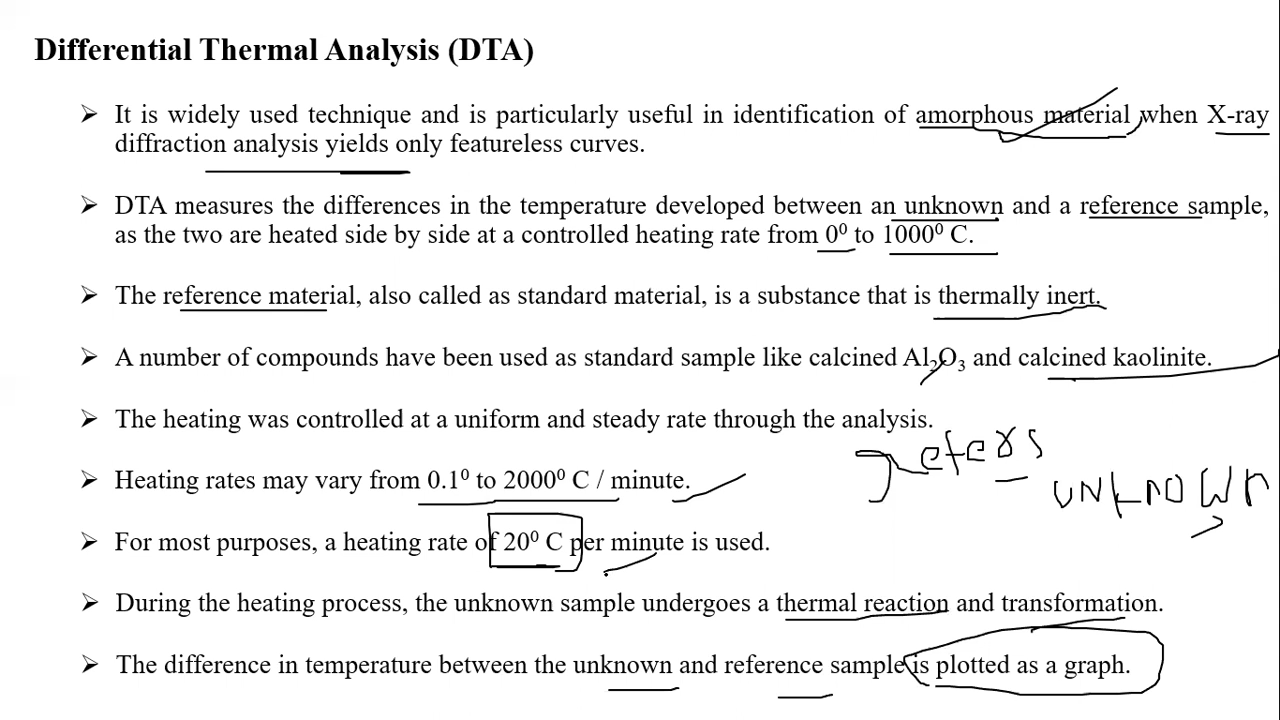 Differential Thermal Analysis (DTA)
➢ It is widely used technique and is particularly useful in identification of amorphous material when X-ray
diffraction analysis yields only featureless curves.
➢ DTA measures the differences in the temperature developed between an unknown and a reference sample,
as the two are heated side by side at a controlled heating rate from 0⁰ to 1000⁰ C.
➢ The reference material, also called as standard material, is a substance that is thermally inert.
➢ A number of compounds have been used as standard sample like calcined Al₂O₃ and calcined kaolinite.
➢ The heating was controlled at a uniform and steady rate through the analysis.
➢ Heating rates may vary from 0.1⁰ to 2000⁰ C / minute.
unknown
➢ For most purposes, a heating rate of 20⁰ C per minute is used.
➢ During the heating process, the unknown sample undergoes a thermal reaction and transformation.
➢ The difference in temperature between the unknown and reference sample is plotted as a graph.